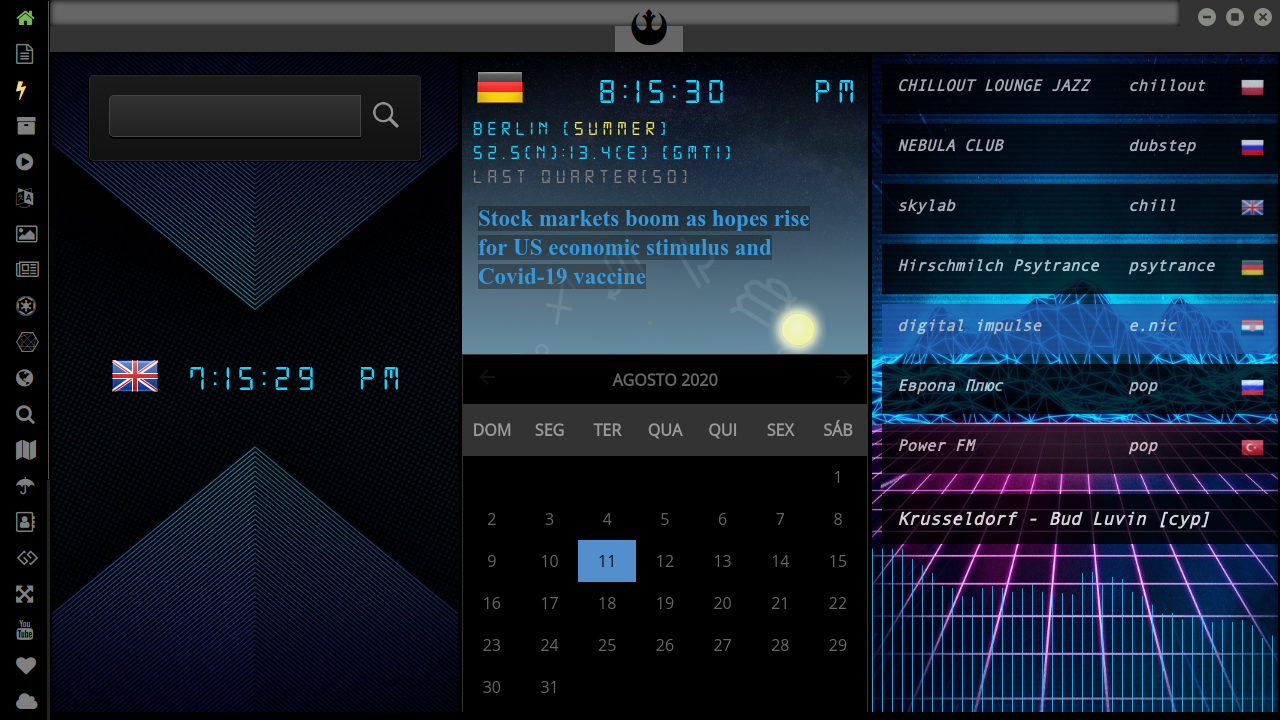 7:15:29 PM
8:15:30 PM
BERLIN [SUMMER]
52.5(N):13.4(E) [GMT1]
LAST QUARTER[50]
Stock markets boom as hopes rise
for US economic stimulus and
Covid-19 vaccine
AGOSTO 2020
DOM SEG TER QUA QUI SEX SÁB
1
2 3 4 5 6 7 8
9 10 11 12 13 14 15
16 17 18 19 20 21 22
23 24 25 26 27 28 29
30 31
CHILLOUT LOUNGE JAZZ chillout
NEBULA CLUB dubstep
skylab chill
Hirschmilch Psytrance psytrance
digital impulse e.nic
Европа Плюс pop
Power FM pop
Krusseldorf - Bud Luvin [cyp]
You
Tube